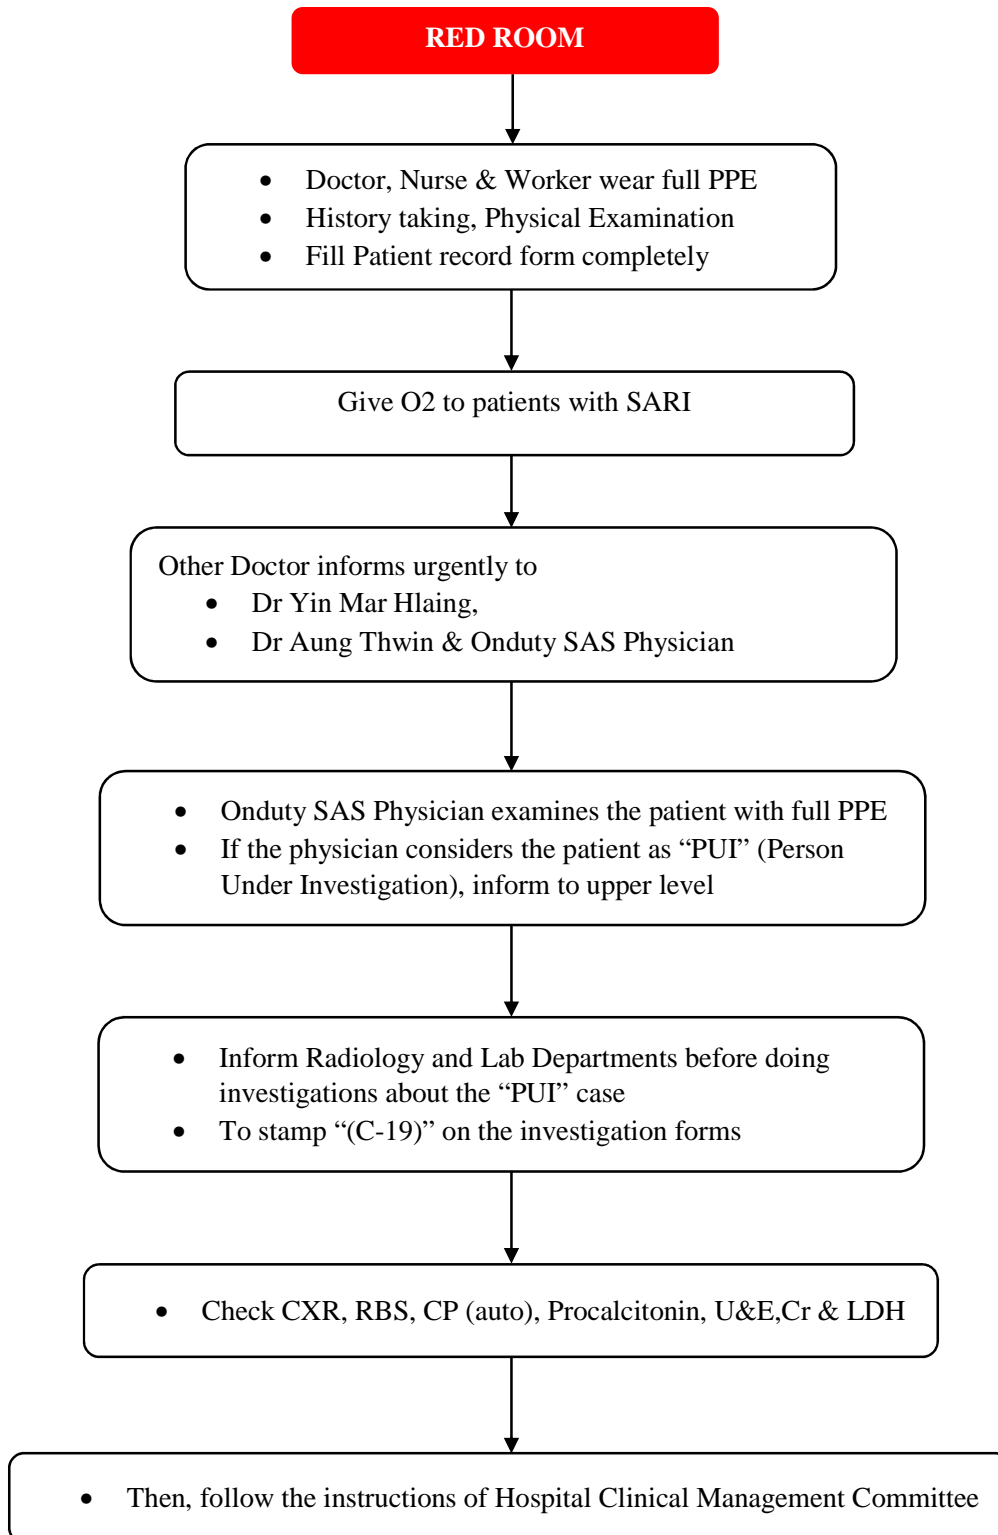 RED ROOM
• Doctor, Nurse & Worker wear full PPE
• History taking, Physical Examination
• Fill Patient record form completely
Give O2 to patients with SARI
Other Doctor informs urgently to
• Dr Yin Mar Hlaing,
• Dr Aung Thwin & Onduty SAS Physician
• Onduty SAS Physician examines the patient with full PPE
• If the physician considers the patient as “PUI” (Person
Under Investigation), inform to upper level
• Inform Radiology and Lab Departments before doing
investigations about the “PUI” case
• To stamp “(C-19)” on the investigation forms
• Check CXR, RBS, CP (auto), Procalcitonin, U&E,Cr & LDH
• Then, follow the instructions of Hospital Clinical Management Committee